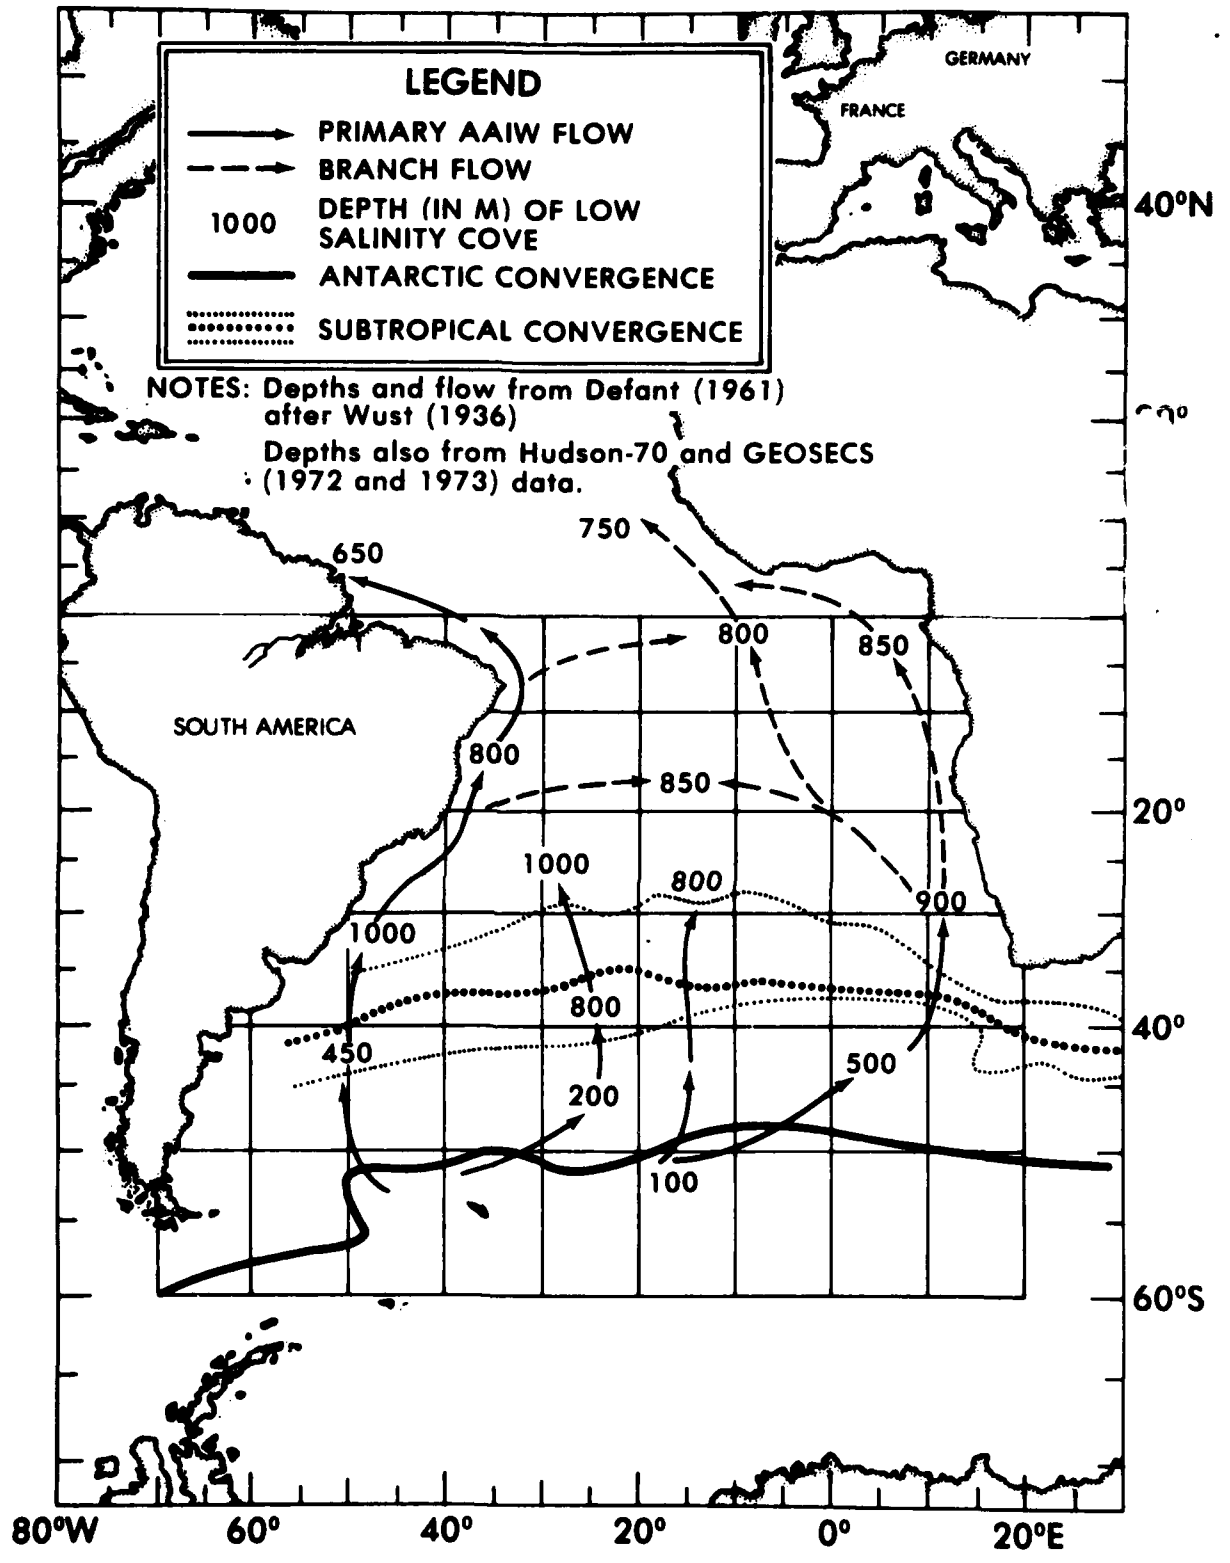 LEGEND
PRIMARY AAIW FLOW
BRANCH FLOW
1000 DEPTH (IN M) OF LOW
SALINITY COVE
ANTARCTIC CONVERGENCE
SUBTROPICAL CONVERGENCE
NOTES: Depths and flow from Defant (1961)
after Wust (1936)
Depths also from Hudson-70 and GEOSECS
(1972 and 1973) data.
GERMANY
FRANCE
40°N
750
650
800
850
SOUTH AMERICA
800
850
20°
1000
800
900
1000
800
40°
450
500
200
100
60°S
80°W
60°
40°
20°
0°
20°E